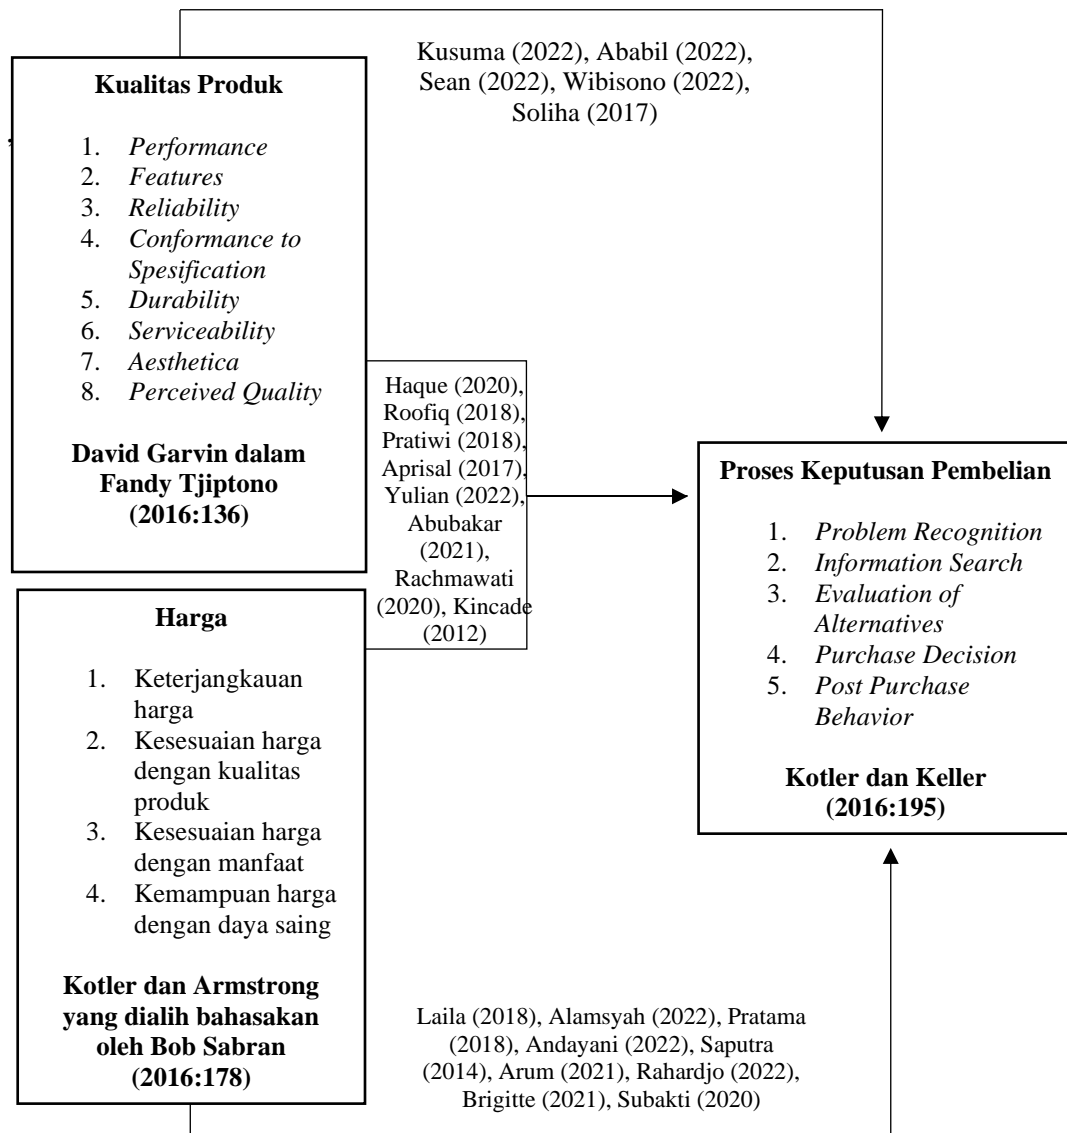 Kusuma (2022), Ababil (2022),
Sean (2022), Wibisono (2022),
Soliha (2017)
Kualitas Produk
1. Performance
2. Features
3. Reliability
4. Conformance to
Spesification
5. Durability
6. Serviceability
7. Aesthetica
8. Perceived Quality
David Garvin dalam
Fandy Tjiptono
(2016:136)
Haque (2020),
Roofiq (2018),
Pratiwi (2018),
Aprisal (2017),
Yulian (2022),
Abubakar
(2021),
Rachmawati
(2020), Kincade
(2012)
Proses Keputusan Pembelian
1. Problem Recognition
2. Information Search
3. Evaluation of
Alternatives
4. Purchase Decision
5. Post Purchase
Behavior
Kotler dan Keller
(2016:195)
Harga
1. Keterjangkauan
harga
2. Kesesuaian harga
dengan kualitas
produk
3. Kesesuaian harga
dengan manfaat
4. Kemampuan harga
dengan daya saing
Kotler dan Armstrong
yang dialih bahasakan
oleh Bob Sabran
(2016:178)
Laila (2018), Alamsyah (2022), Pratama
(2018), Andayani (2022), Saputra
(2014), Arum (2021), Rahardjo (2022),
Brigitte (2021), Subakti (2020)